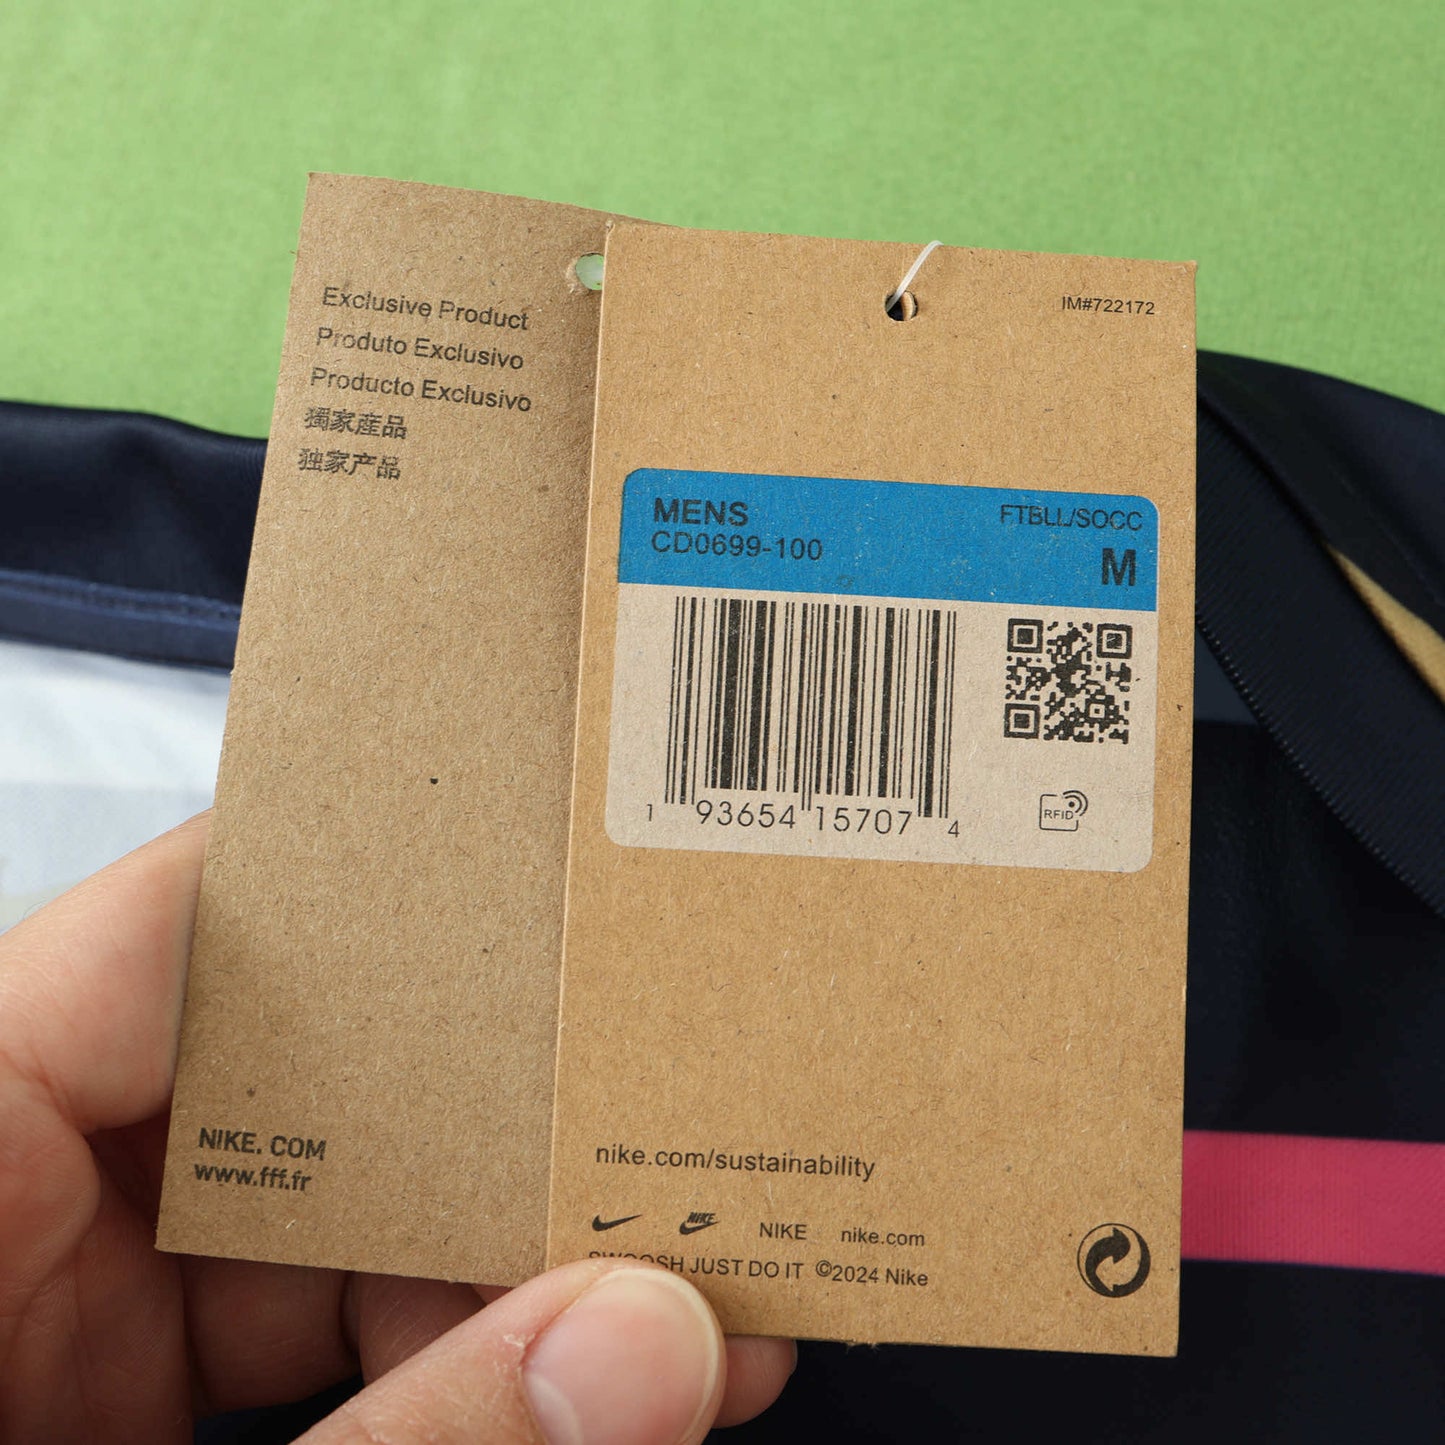 Exclusive Product
Produto Exclusivo
Producto Exclusivo
獨家産品
独家产品
NIKE. COM
www.fff.fr
IM#722172
MENS
FTBLL/SOCC
CD0699-100
M
1 93654 15707 4
RFID
nike.com/sustainability
NIKE
NIKE
nike.com
SWOOSH JUST DO IT ©2024 Nike